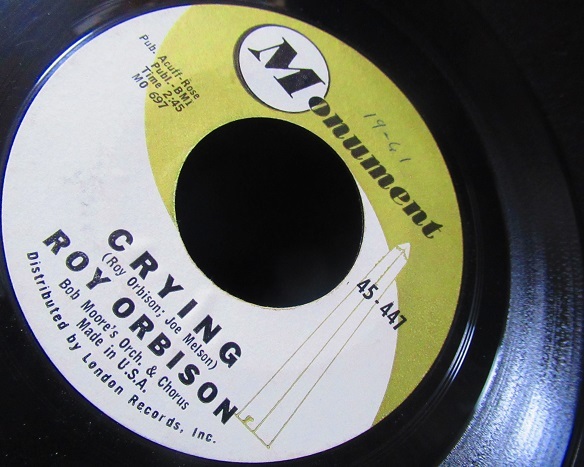 Monument
Pub. Acuff-Rose
Publ.-BMI
Time 2:45
MO 697
19-61
45-447
CRYING
(Roy Orbison; Joe Melson)
ROY ORBISON
Bob Moore's Orch. & Chorus
Made in U.S.A.
Distributed by London Records, Inc.